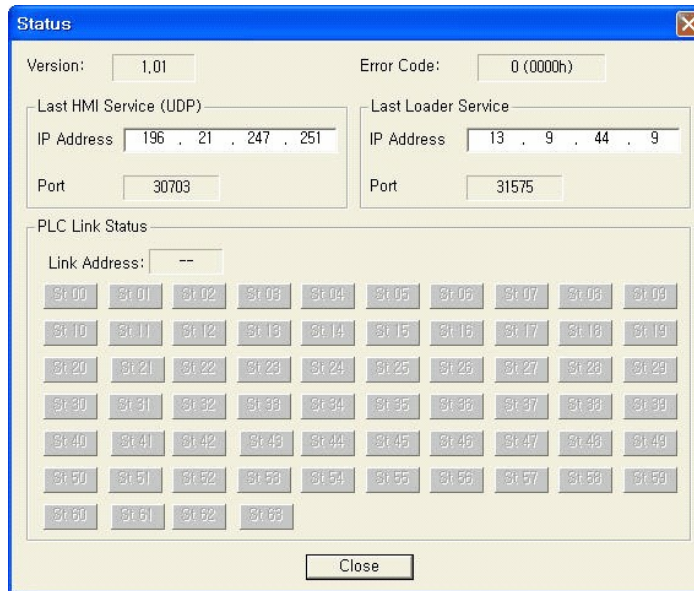 Status
Version: 1,01 Error Code: 0 (0000h)
Last HMI Service (UDP) Last Loader Service
IP Address 196 . 21 . 247 . 251 IP Address 13 . 9 . 44 . 9
Port 30703 Port 31575
PLC Link Status
Link Address: --
St 00 St 01 St 02 St 03 St 04 St 05 St 06 St 07 St 08 St 09
St 10 St 11 St 12 St 13 St 14 St 15 St 16 St 17 St 18 St 19
St 20 St 21 St 22 St 23 St 24 St 25 St 26 St 27 St 28 St 29
St 30 St 31 St 32 St 33 St 34 St 35 St 36 St 37 St 38 St 39
St 40 St 41 St 42 St 43 St 44 St 45 St 46 St 47 St 48 St 49
St 50 St 51 St 52 St 53 St 54 St 55 St 56 St 57 St 58 St 59
St 60 St 61 St 62 St 63
Close